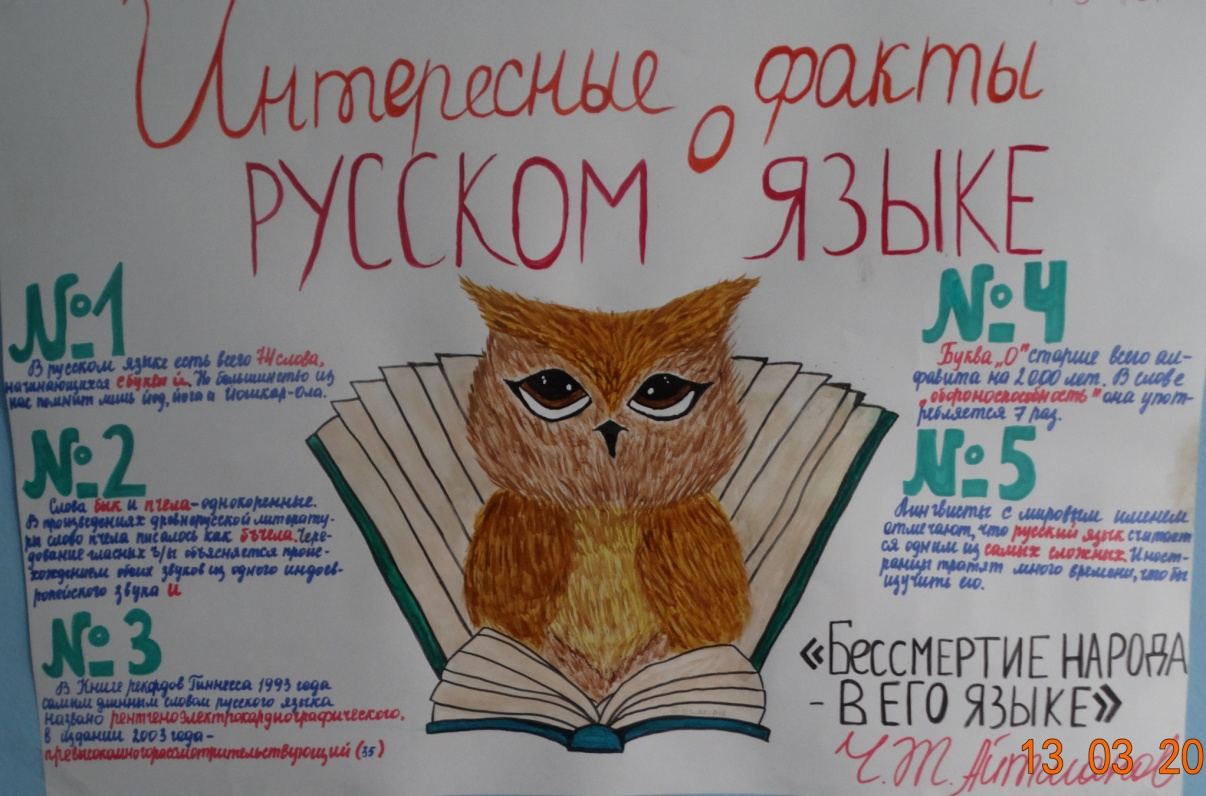 Интересные факты
о
РУССКОМ ЯЗЫКЕ
№1
В русском языке есть всего 74 слова,
начинающихся с буквы й. Но большинство из
нас помнит лишь йод, йога и Йошкар-Ола.
№2
Слова бык и пчела-однокоренные.
В произведениях древнерусской литерату-
ры слово пчела писалось как бъчела. Чере-
дование гласных ъ/ы объясняется проис-
хождением обоих звуков из одного индоев-
ропейского звука и
№3
В Книге рекордов Гиннесса 1993 года
самым длинным словом русского языка
названо рентгеноэлектрокардиографического,
в издании 2003 года-
превысокомногорассмотрительствующий (35)
№4
Буква „О" старше всего ал-
фавита на 2000 лет. В слове
„обороноспособность" она упот-
ребляется 7 раз.
№5
Лингвисты с мировым именем
отмечают, что русский язык считает
ся одним из самых сложных. Иност-
ранцы тратят много времени, что бы
изучить его.
«БЕССМЕРТИЕ НАРОДА
- В ЕГО ЯЗЫКЕ»
Ч.Т. Айтматов
13 03 20